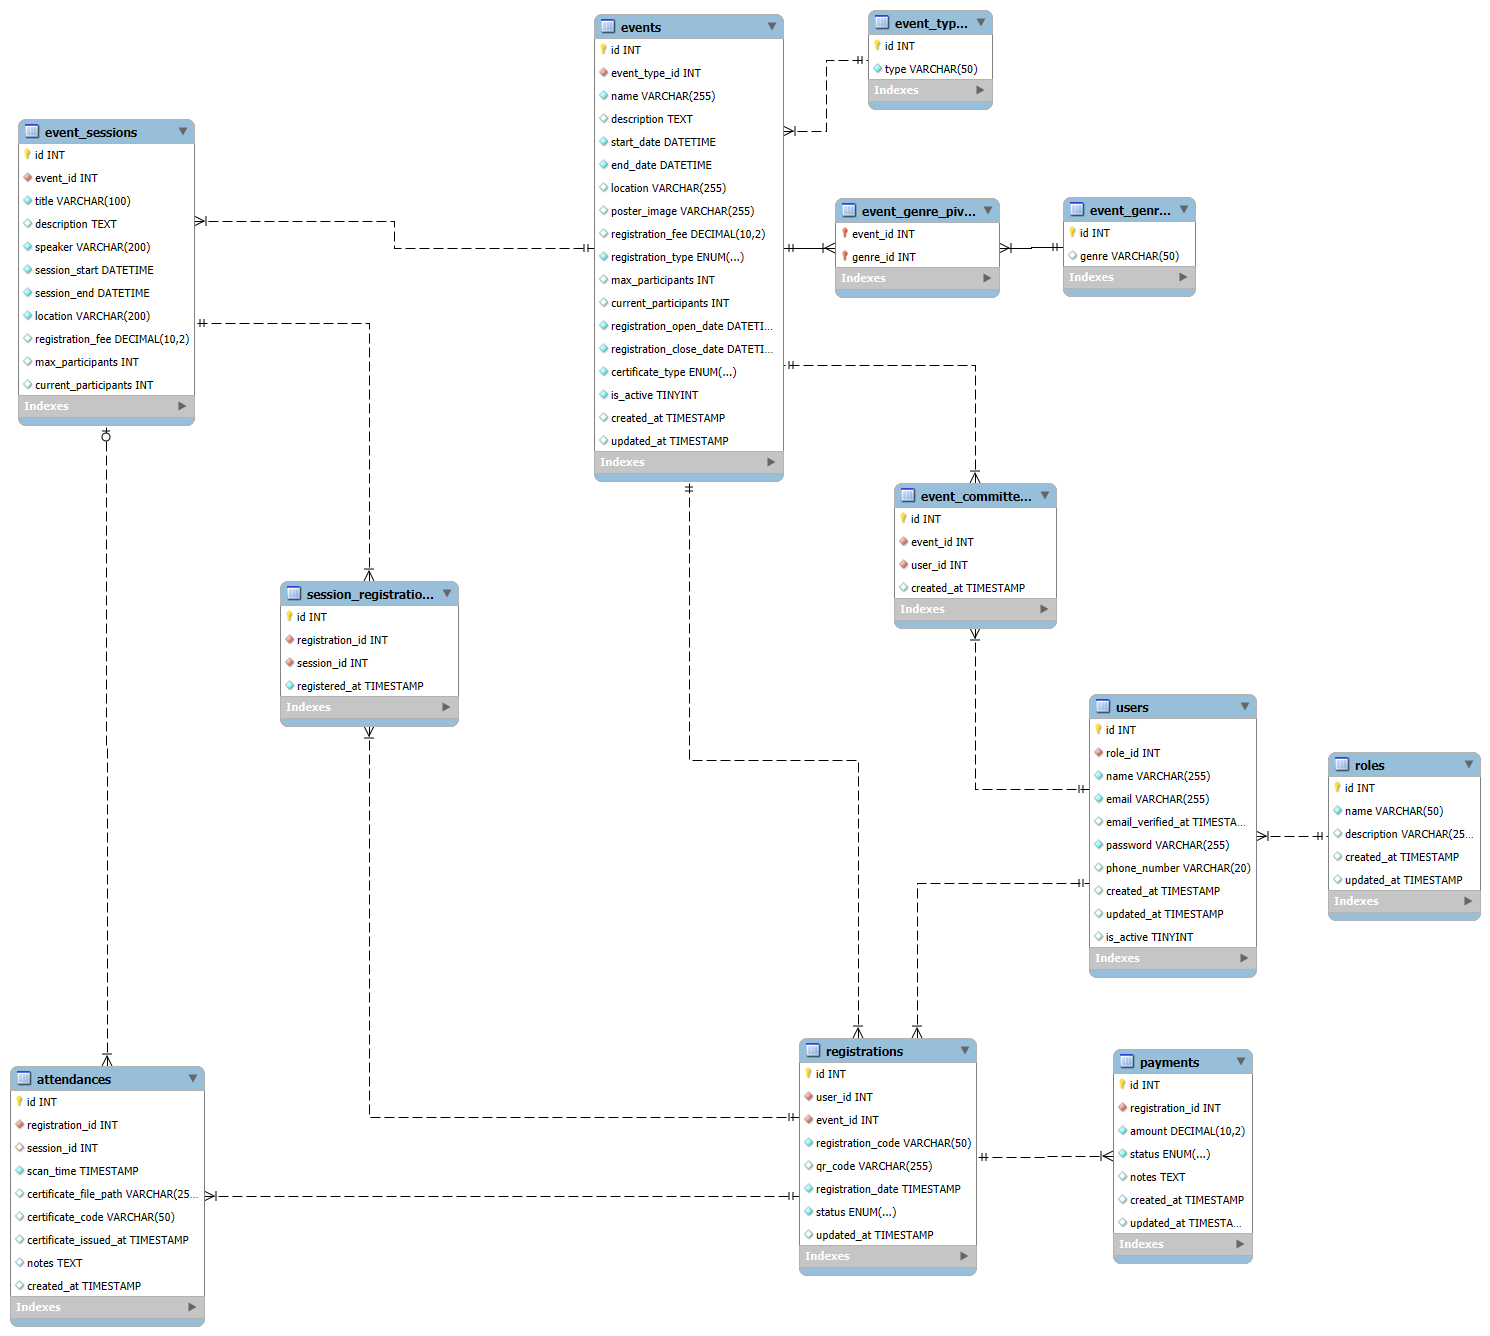 events
id INT
event_type_id INT
name VARCHAR(255)
description TEXT
start_date DATETIME
end_date DATETIME
location VARCHAR(255)
poster_image VARCHAR(255)
registration_fee DECIMAL(10,2)
registration_type ENUM(...)
max_participants INT
current_participants INT
registration_open_date DATETI...
registration_close_date DATETI...
certificate_type ENUM(...)
is_active TINYINT
created_at TIMESTAMP
updated_at TIMESTAMP
Indexes
event_typ...
id INT
type VARCHAR(50)
Indexes
event_sessions
id INT
event_id INT
title VARCHAR(100)
description TEXT
speaker VARCHAR(200)
session_start DATETIME
session_end DATETIME
location VARCHAR(200)
registration_fee DECIMAL(10,2)
max_participants INT
current_participants INT
Indexes
event_genre_piv...
event_id INT
genre_id INT
Indexes
event_genr...
id INT
genre VARCHAR(50)
Indexes
event_committe...
id INT
event_id INT
user_id INT
created_at TIMESTAMP
Indexes
session_registratio...
id INT
registration_id INT
session_id INT
registered_at TIMESTAMP
Indexes
users
id INT
role_id INT
name VARCHAR(255)
email VARCHAR(255)
email_verified_at TIMESTA...
password VARCHAR(255)
phone_number VARCHAR(20)
created_at TIMESTAMP
updated_at TIMESTAMP
is_active TINYINT
Indexes
roles
id INT
name VARCHAR(50)
description VARCHAR(25...
created_at TIMESTAMP
updated_at TIMESTAMP
Indexes
attendances
id INT
registration_id INT
session_id INT
scan_time TIMESTAMP
certificate_file_path VARCHAR(25...
certificate_code VARCHAR(50)
certificate_issued_at TIMESTAMP
notes TEXT
created_at TIMESTAMP
Indexes
registrations
id INT
user_id INT
event_id INT
registration_code VARCHAR(50)
qr_code VARCHAR(255)
registration_date TIMESTAMP
status ENUM(...)
updated_at TIMESTAMP
Indexes
payments
id INT
registration_id INT
amount DECIMAL(10,2)
status ENUM(...)
notes TEXT
created_at TIMESTAMP
updated_at TIMESTA...
Indexes